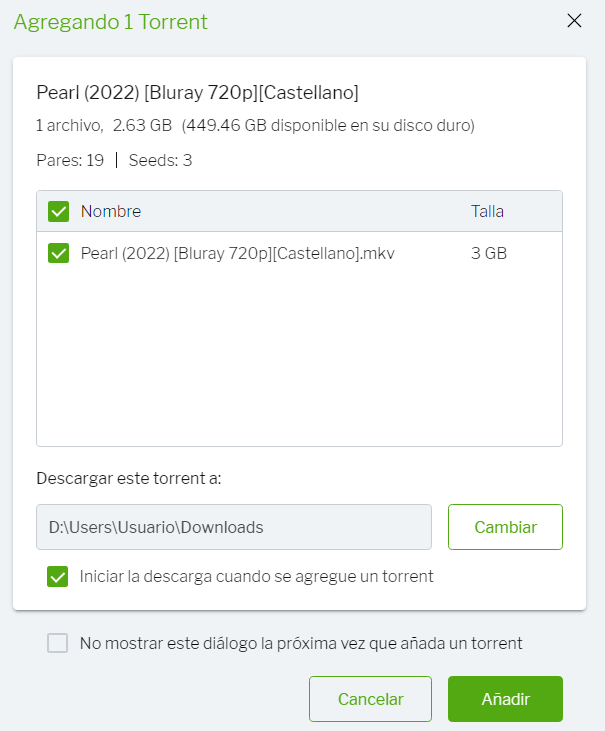 Agregando 1 Torrent
Pearl (2022) [Bluray 720p][Castellano]
1 archivo, 2.63 GB (449.46 GB disponible en su disco duro)
Pares: 19 | Seeds: 3
Nombre Talla
Pearl (2022) [Bluray 720p][Castellano].mkv 3 GB
Descargar este torrent a:
D:\Users\Usuario\Downloads Cambiar
Iniciar la descarga cuando se agregue un torrent
No mostrar este diálogo la próxima vez que añada un torrent
Cancelar Añadir